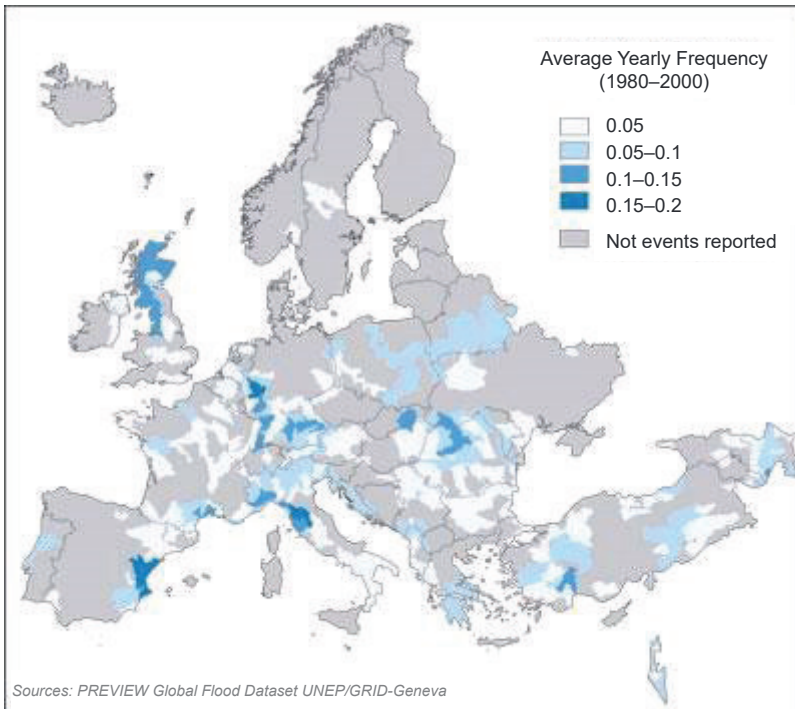 Average Yearly Frequency
(1980–2000)
0.05
0.05–0.1
0.1–0.15
0.15–0.2
Not events reported
Sources: PREVIEW Global Flood Dataset UNEP/GRID-Geneva